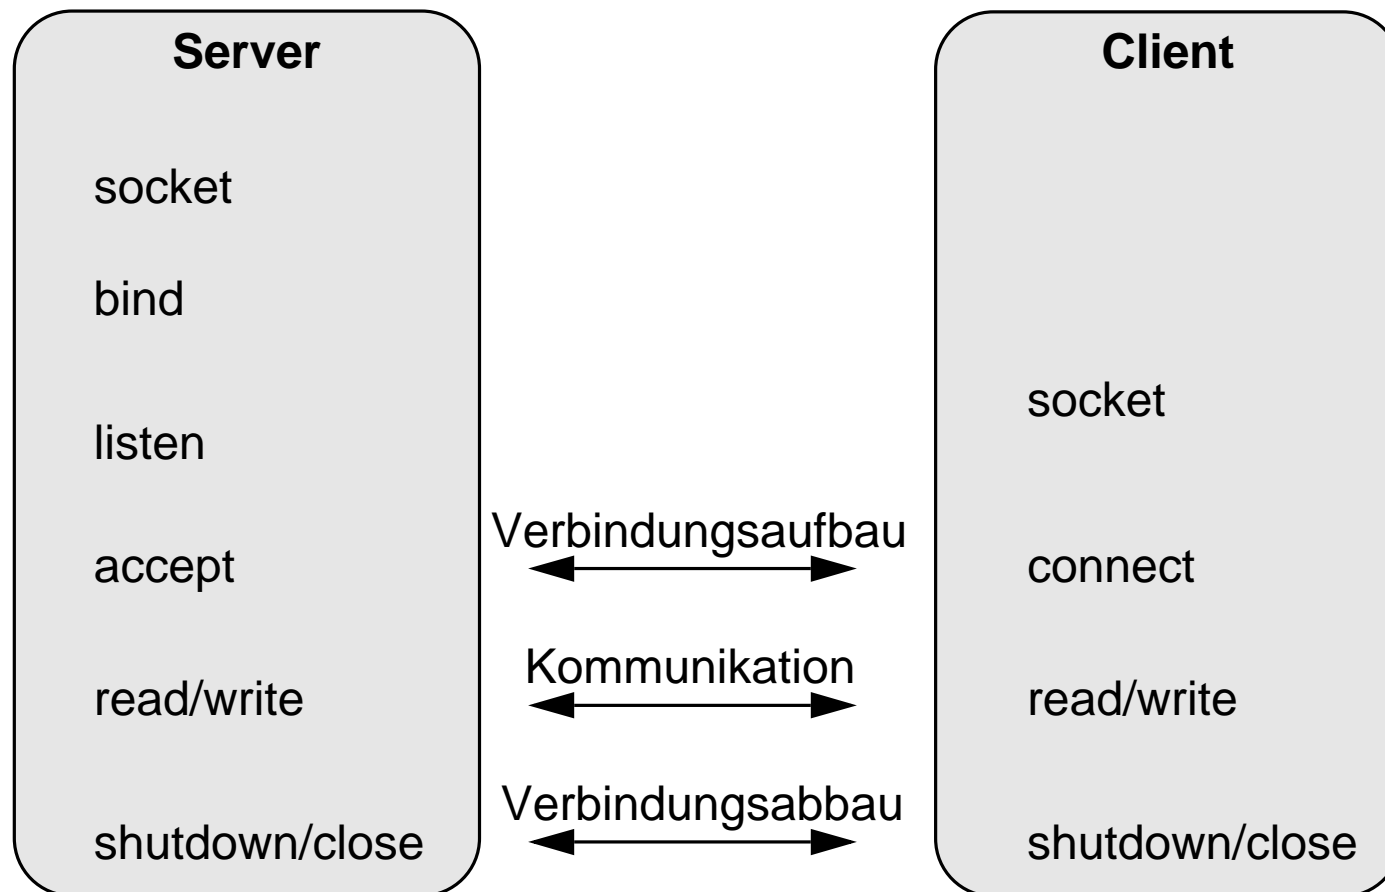 Server
socket
bind
listen
accept
read/write
shutdown/close
Verbindungsaufbau
Kommunikation
Verbindungsabbau
Client
socket
connect
read/write
shutdown/close